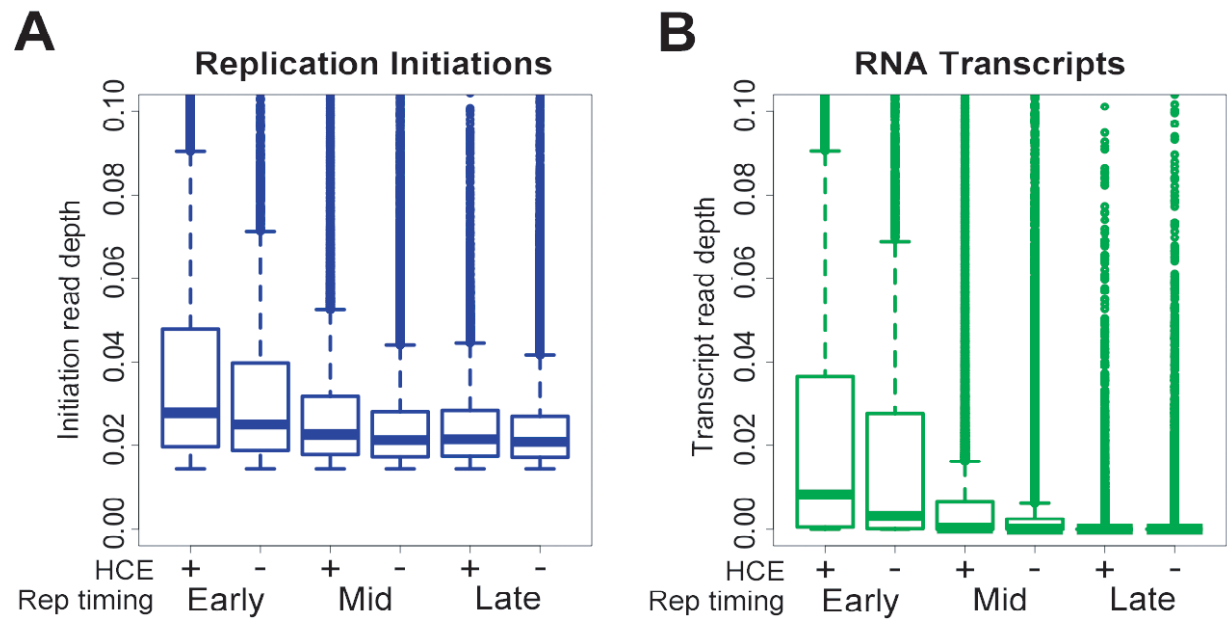 A
Replication Initiations
Initiation read depth
0.10
0.08
0.06
0.04
0.02
0.00
HCE + - + - + -
Rep timing Early Mid Late
B
RNA Transcripts
Transcript read depth
0.10
0.08
0.06
0.04
0.02
0.00
HCE + - + - + -
Rep timing Early Mid Late